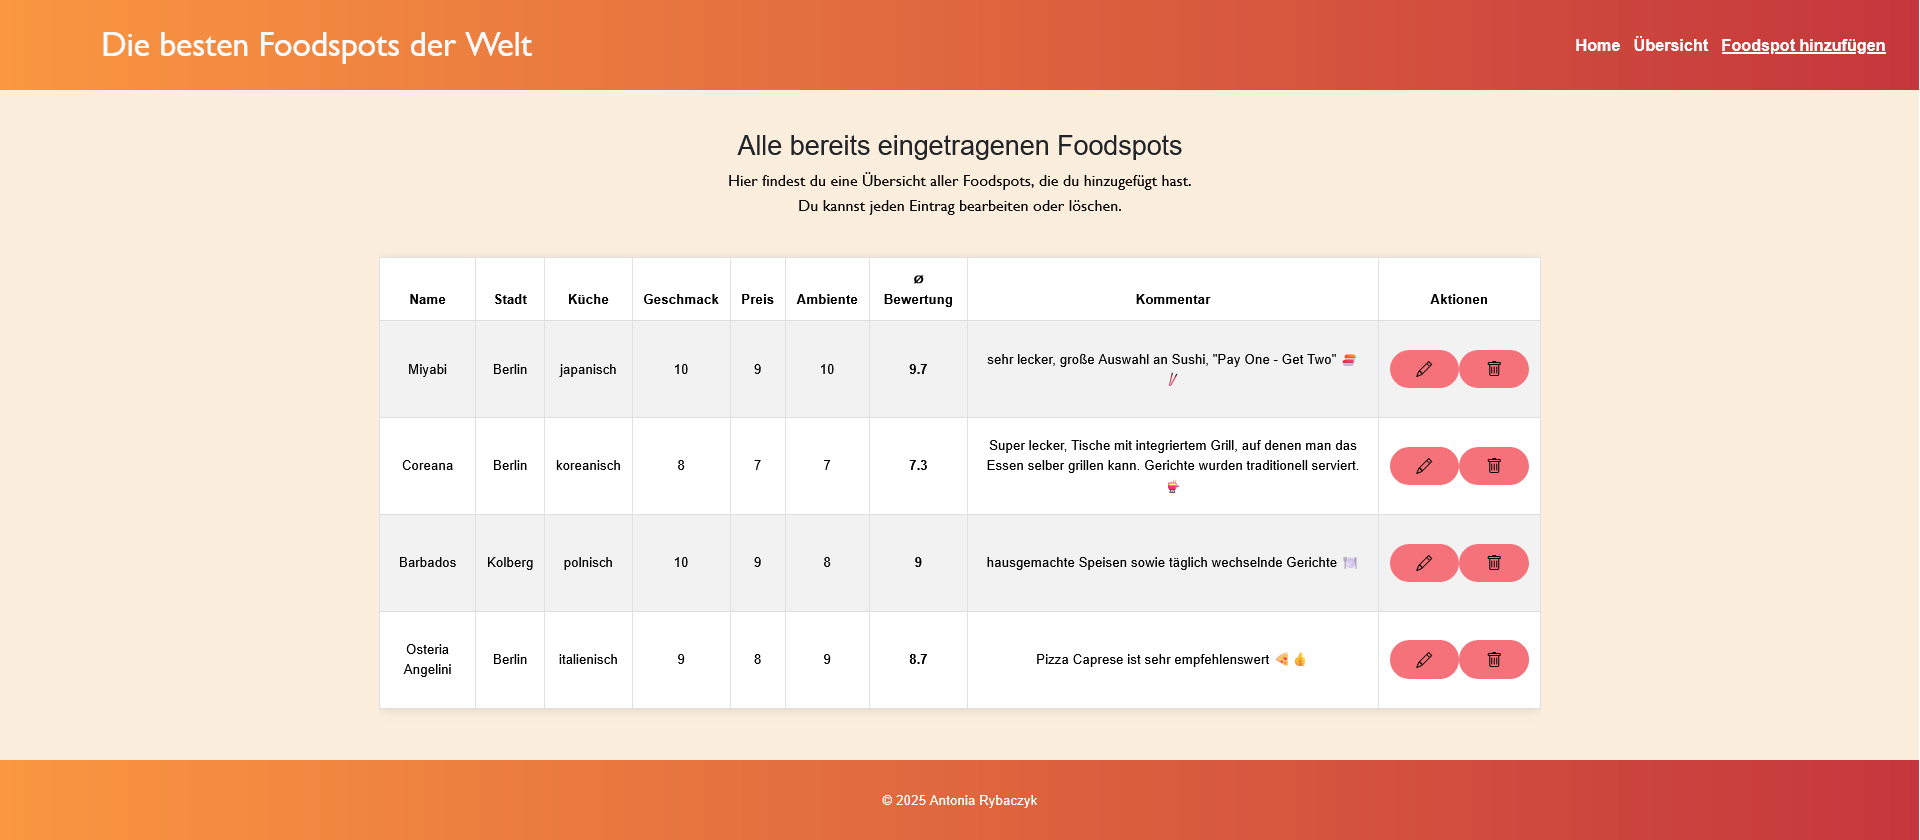 Die besten Foodspots der Welt
Home Übersicht Foodspot hinzufügen
Alle bereits eingetragenen Foodspots
Hier findest du eine Übersicht aller Foodspots, die du hinzugefügt hast.
Du kannst jeden Eintrag bearbeiten oder löschen.
Name Stadt Küche Geschmack Preis Ambiente Ø Bewertung Kommentar Aktionen
Miyabi Berlin japanisch 10 9 10 9.7 sehr lecker, große Auswahl an Sushi, "Pay One - Get Two" 🍣
🥢
Coreana Berlin koreanisch 8 7 7 7.3 Super lecker, Tische mit integriertem Grill, auf denen man das
Essen selber grillen kann. Gerichte wurden traditionell serviert.
Barbados Kolberg polnisch 10 9 8 9 hausgemachte Speisen sowie täglich wechselnde Gerichte 🍽️
Osteria Angelini Berlin italienisch 9 8 9 8.7 Pizza Caprese ist sehr empfehlenswert 🍕👍
© 2025 Antonia Rybaczyk